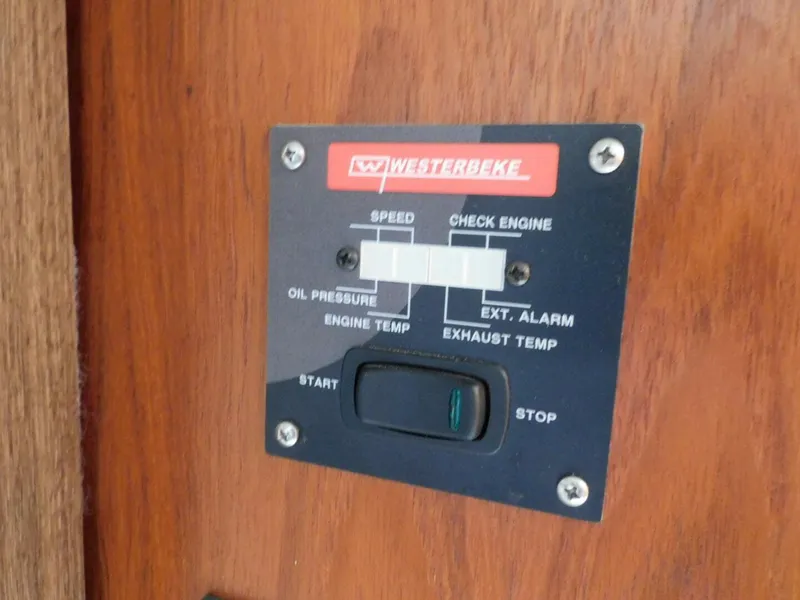 W WESTERBEKE
SPEED CHECK ENGINE
OIL PRESSURE EXT. ALARM
ENGINE TEMP EXHAUST TEMP
START STOP